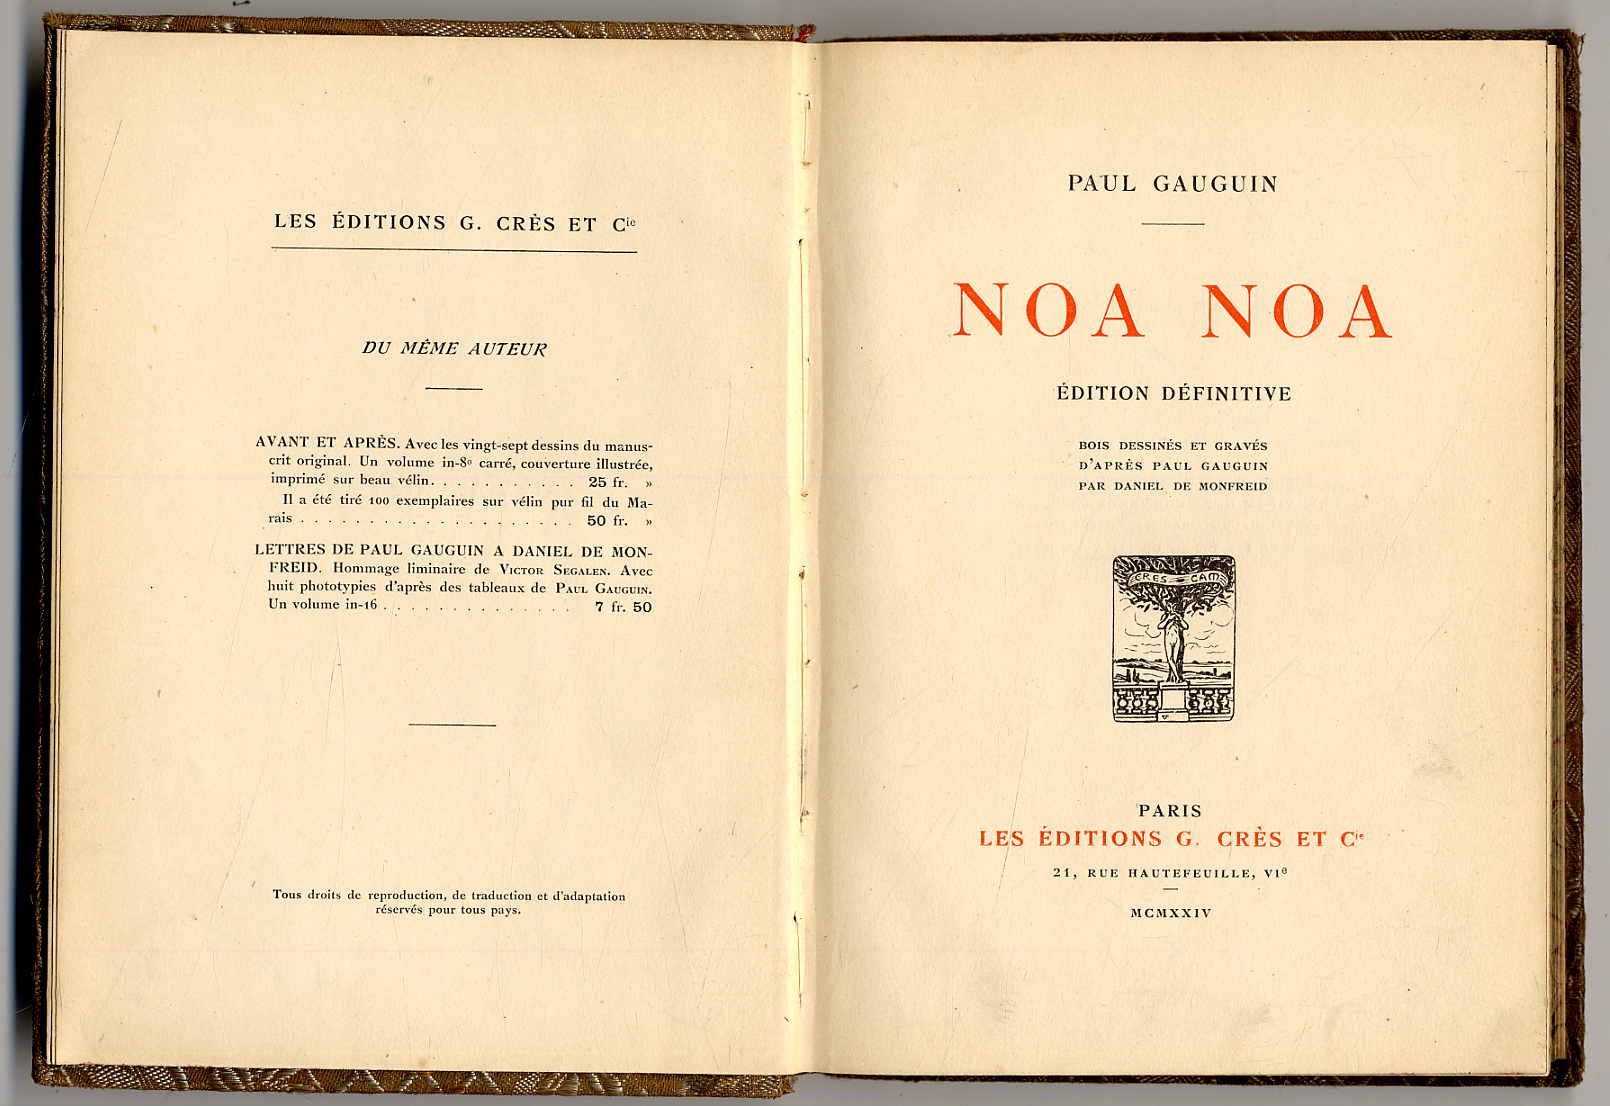 LES ÉDITIONS G. CRÈS ET Cie
DU MÊME AUTEUR
AVANT ET APRÈS. Avec les vingt-sept dessins du manus-
crit original. Un volume in-8º carré, couverture illustrée,
imprimé sur beau vélin. . . . . . . . . . . . 25 fr. »
Il a été tiré 100 exemplaires sur vélin pur fil du Ma-
rais . . . . . . . . . . . . . . . . . . . . 50 fr. »
LETTRES DE PAUL GAUGUIN A DANIEL DE MON-
FREID. Hommage liminaire de VICTOR SEGALEN. Avec
huit phototypies d'après des tableaux de PAUL GAUGUIN.
Un volume in-16 . . . . . . . . . . . . . . 7 fr. 50
Tous droits de reproduction, de traduction et d'adaptation
réservés pour tous pays.
PAUL GAUGUIN
NOA NOA
ÉDITION DÉFINITIVE
BOIS DESSINÉS ET GRAVÉS
D'APRÈS PAUL GAUGUIN
PAR DANIEL DE MONFREID
CRES CAM
PARIS
LES ÉDITIONS G. CRÈS ET Cie
21, RUE HAUTEFEUILLE, VIe
MCMXXIV